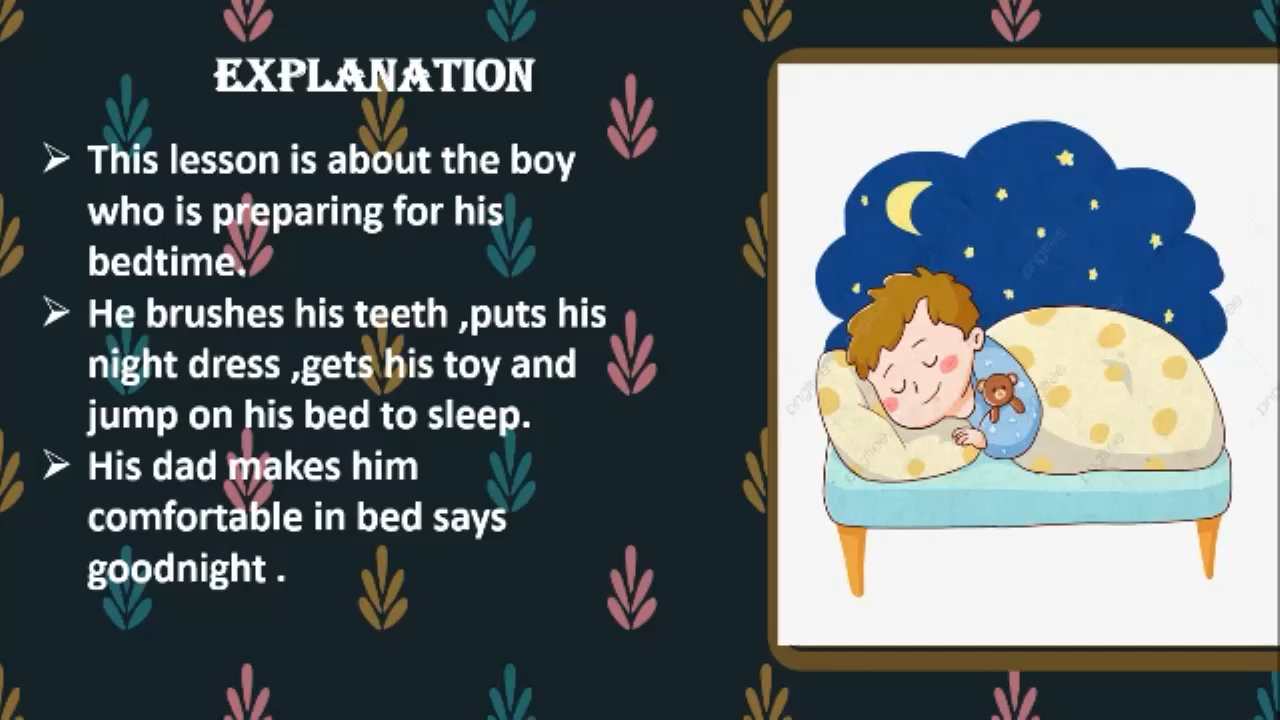 EXPLANATION
➢ This lesson is about the boy
who is preparing for his
bedtime.
➢ He brushes his teeth ,puts his
night dress ,gets his toy and
jump on his bed to sleep.
➢ His dad makes him
comfortable in bed says
goodnight .